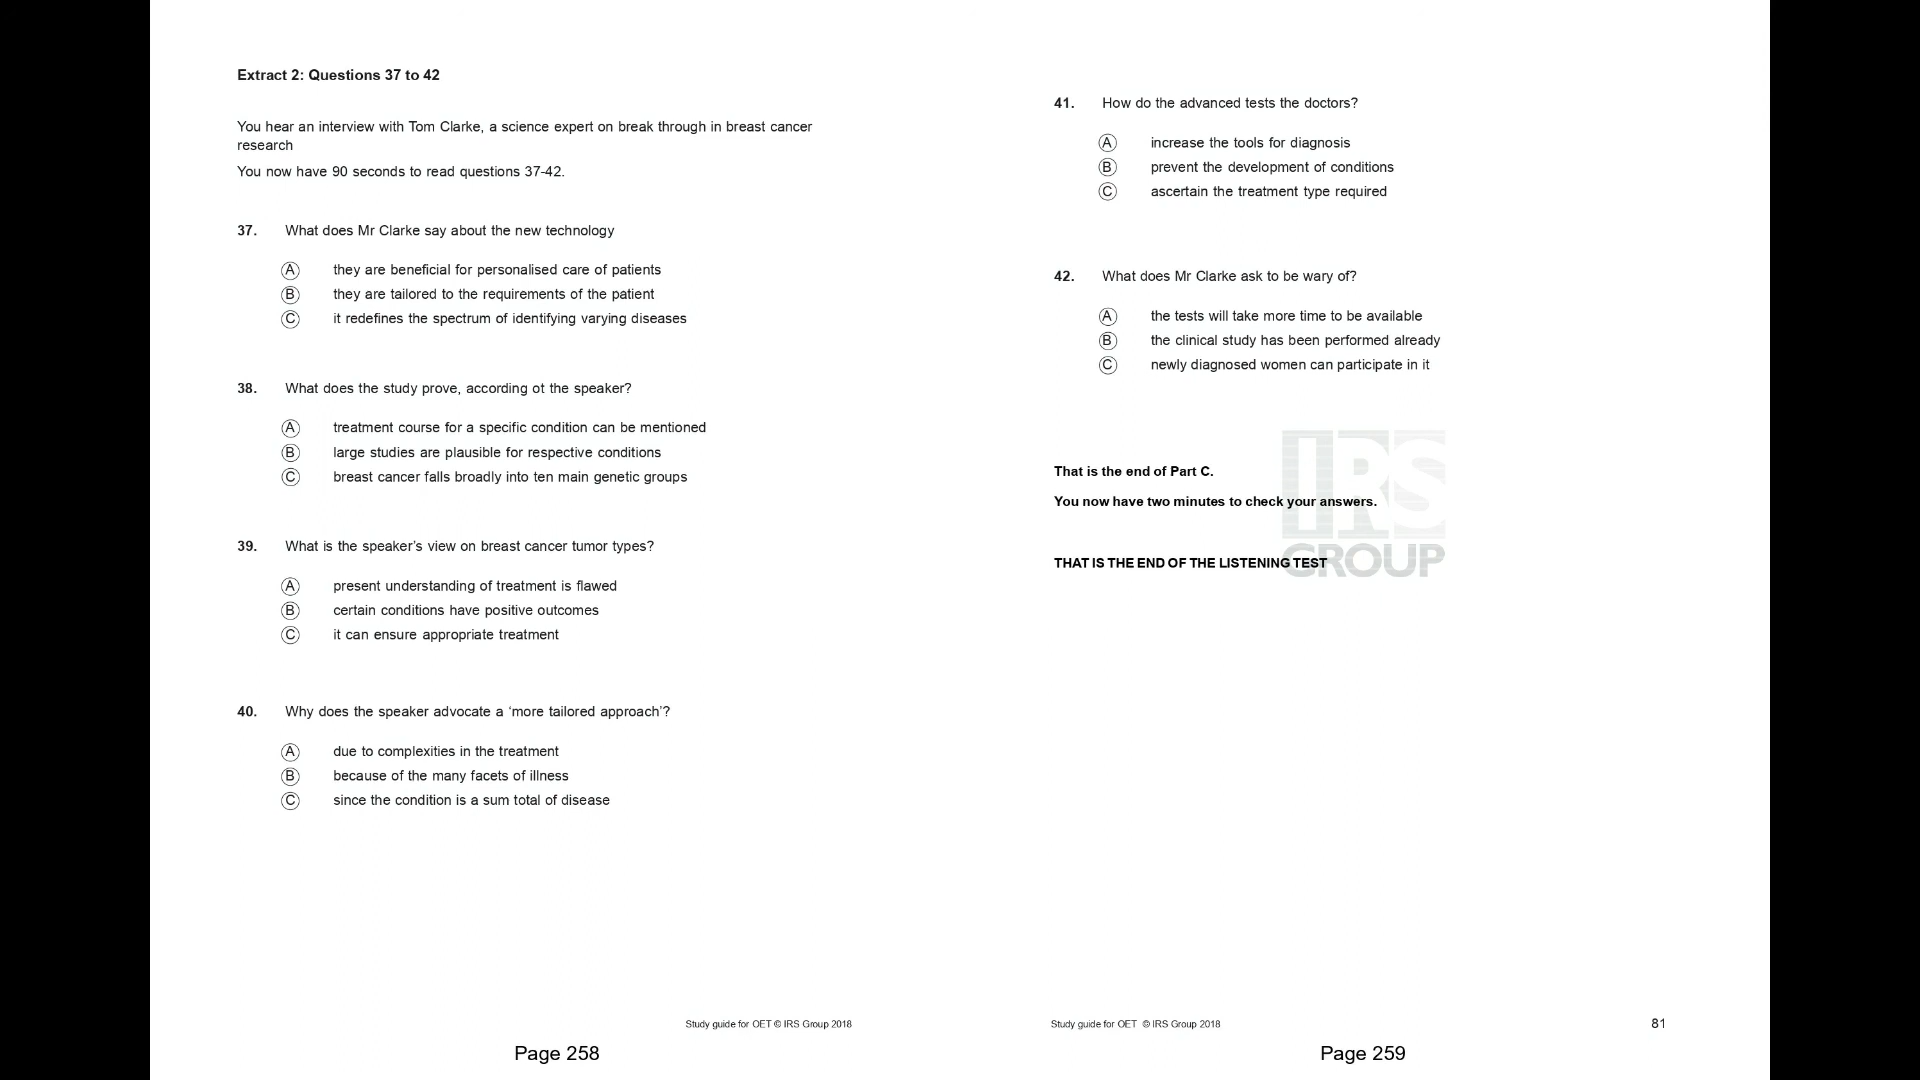 Extract 2: Questions 37 to 42
You hear an interview with Tom Clarke, a science expert on break through in breast cancer
research
You now have 90 seconds to read questions 37-42.
37. What does Mr Clarke say about the new technology
A they are beneficial for personalised care of patients
B they are tailored to the requirements of the patient
C it redefines the spectrum of identifying varying diseases
38. What does the study prove, according ot the speaker?
A treatment course for a specific condition can be mentioned
B large studies are plausible for respective conditions
C breast cancer falls broadly into ten main genetic groups
39. What is the speaker's view on breast cancer tumor types?
A present understanding of treatment is flawed
B certain conditions have positive outcomes
C it can ensure appropriate treatment
40. Why does the speaker advocate a ‘more tailored approach’?
A due to complexities in the treatment
B because of the many facets of illness
C since the condition is a sum total of disease
Study guide for OET © IRS Group 2018
Page 258
41. How do the advanced tests the doctors?
A increase the tools for diagnosis
B prevent the development of conditions
C ascertain the treatment type required
42. What does Mr Clarke ask to be wary of?
A the tests will take more time to be available
B the clinical study has been performed already
C newly diagnosed women can participate in it
That is the end of Part C.
You now have two minutes to check your answers.
THAT IS THE END OF THE LISTENING TEST
IRS
GROUP
Study guide for OET © IRS Group 2018
81
Page 259